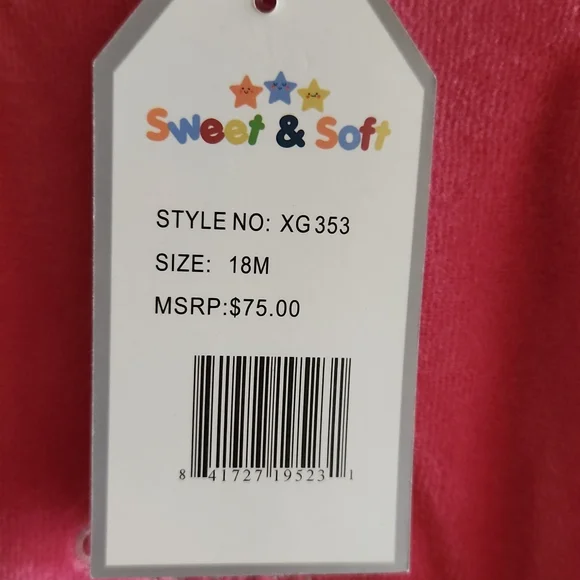 Sweet & Soft
STYLE NO: XG353
SIZE: 18M
MSRP:$75.00
8 41727 19523 1